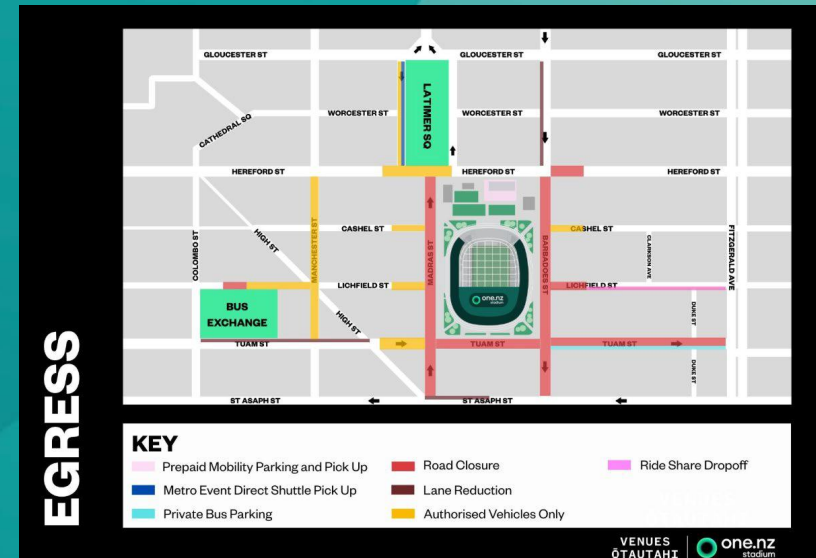 EGRESS
GLOUCESTER ST
GLOUCESTER ST
GLOUCESTER ST
LATIMER SQ
CATHEDRAL SQ
WORCESTER ST
WORCESTER ST
WORCESTER ST
HEREFORD ST
HEREFORD ST
HEREFORD ST
COLOMBO ST
HIGH ST
MANCHESTER ST
CASHEL ST
MADRAS ST
BARBADOES ST
CASHEL ST
CLARKSON AVE
FITZGERALD AVE
LICHFIELD ST
one.nz
stadium
LICHFIELD ST
BUS
EXCHANGE
HIGH ST
DUKE ST
TUAM ST
TUAM ST
TUAM ST
DUKE ST
ST ASAPH ST
ST ASAPH ST
KEY
Prepaid Mobility Parking and Pick Up
Road Closure
Ride Share Dropoff
Metro Event Direct Shuttle Pick Up
Lane Reduction
Private Bus Parking
Authorised Vehicles Only
VENUES
ŌTAUTAHI
one.nz
stadium